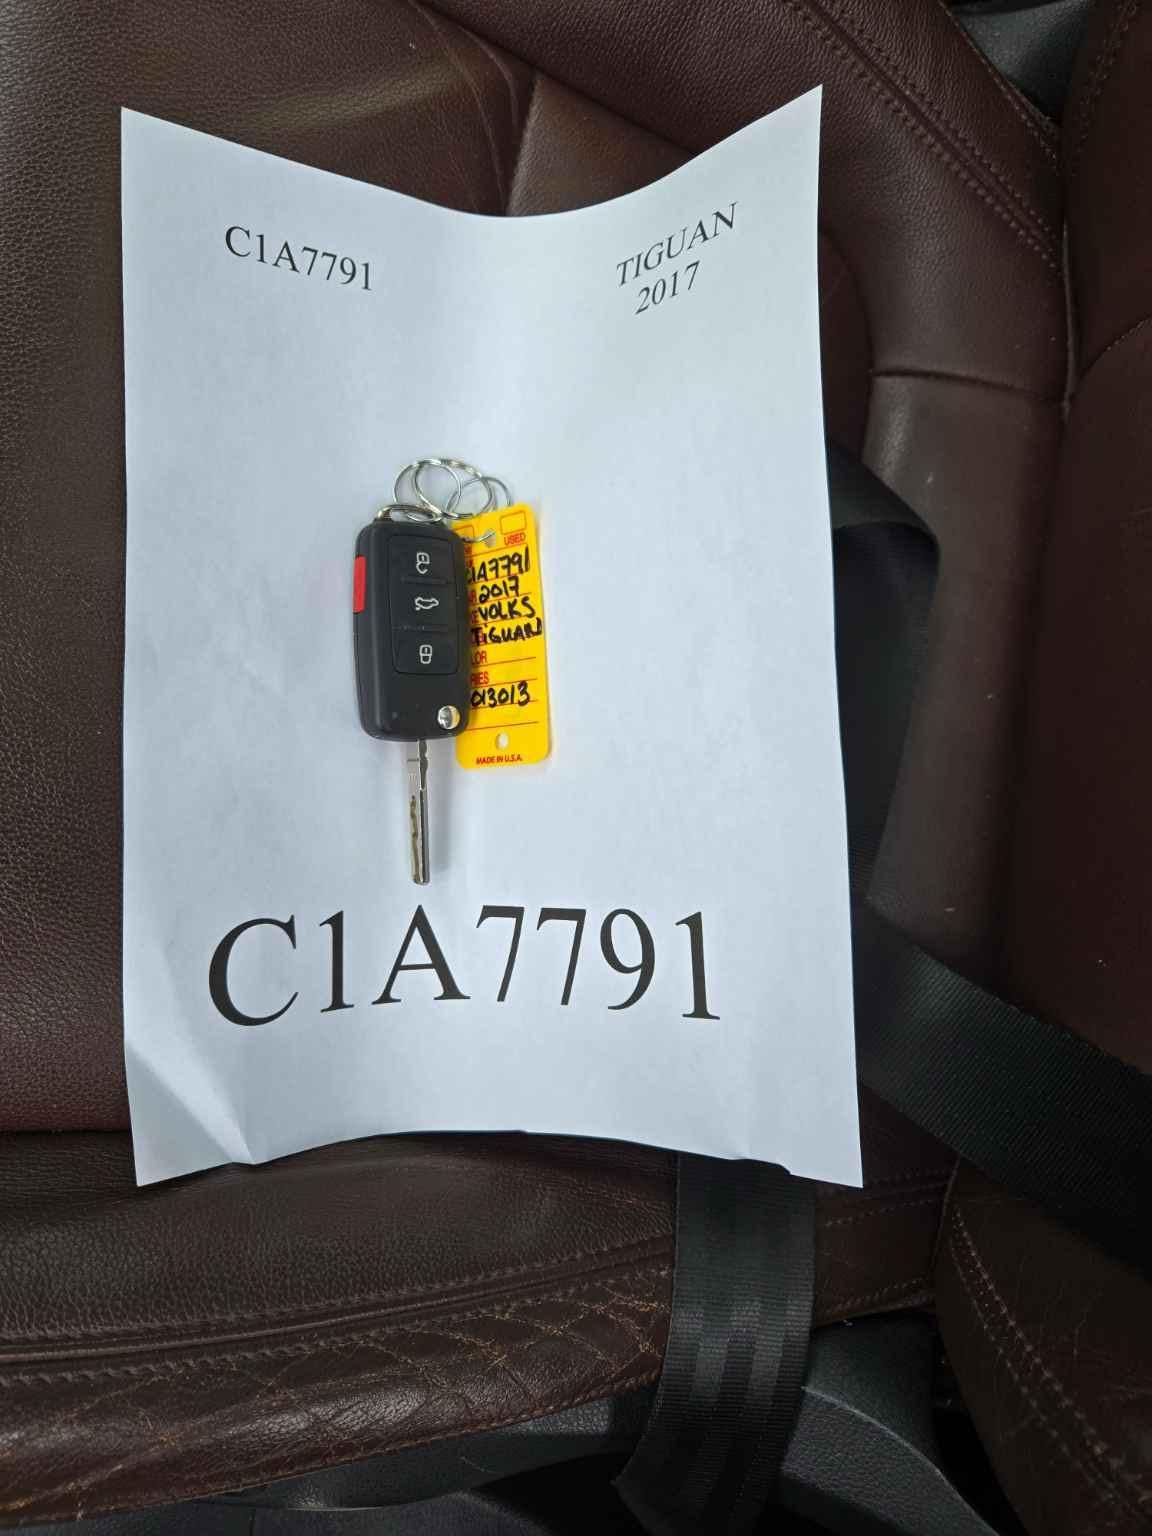 C1A7791
TIGUAN
2017
USED
C1A7791
2017
VOLKS
TiGUAN
013013
MADE IN U.S.A.
C1A7791